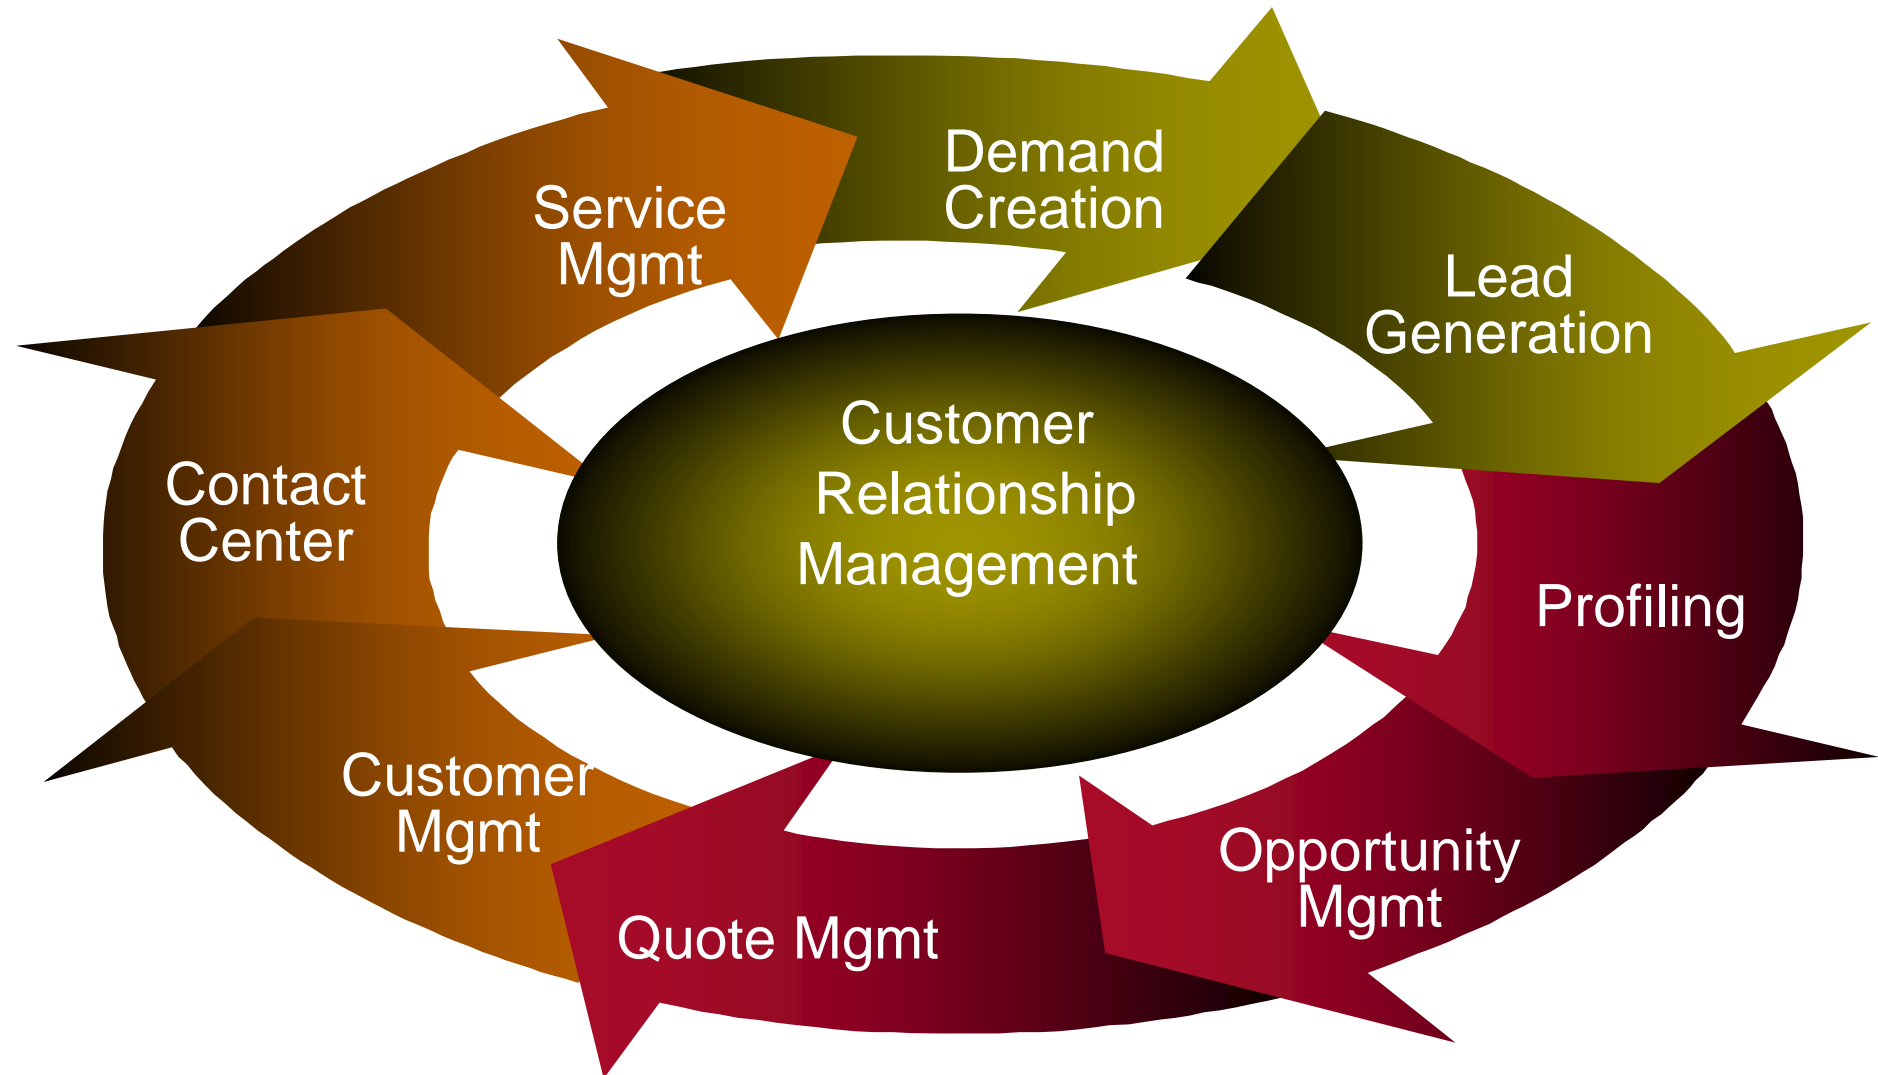 Demand
Creation
Lead
Generation
Profiling
Opportunity
Mgmt
Quote Mgmt
Customer
Mgmt
Contact
Center
Service
Mgmt
Customer
Relationship
Management